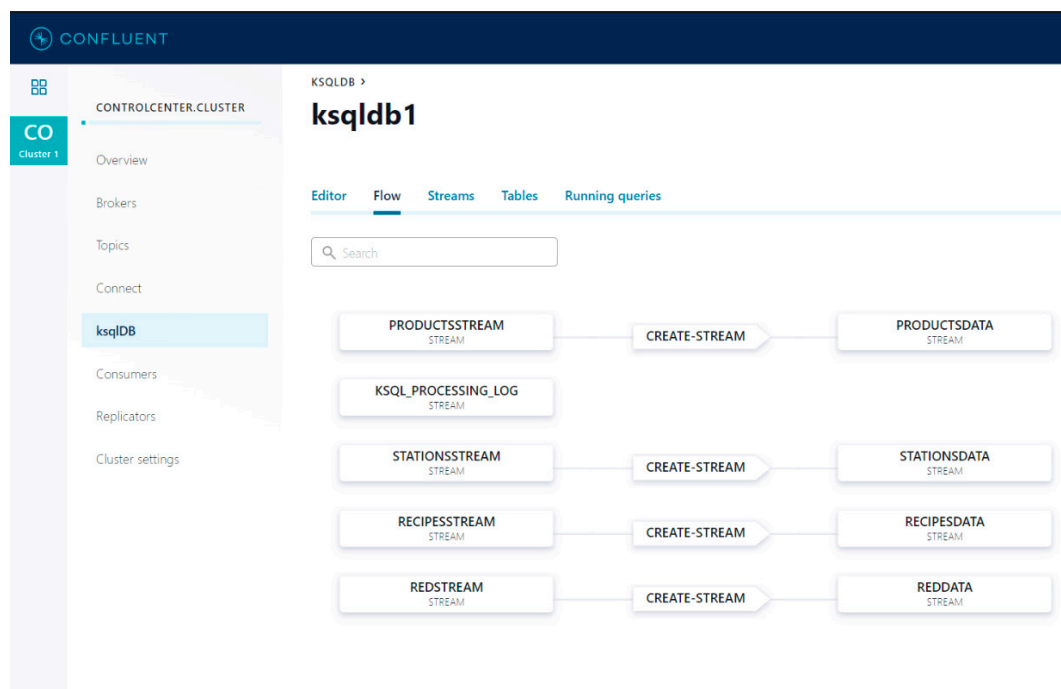 CONFLUENT
CO
Cluster 1
CONTROLCENTER.CLUSTER
Overview
Brokers
Topics
Connect
ksqlDB
Consumers
Replicators
Cluster settings
KSQLDB >
ksqldb1
Editor Flow Streams Tables Running queries
Search
PRODUCTSSTREAM
STREAM
CREATE-STREAM
PRODUCTSDATA
STREAM
KSQL_PROCESSING_LOG
STREAM
STATIONSSTREAM
STREAM
CREATE-STREAM
STATIONSDATA
STREAM
RECIPESSTREAM
STREAM
CREATE-STREAM
RECIPESDATA
STREAM
REDSTREAM
STREAM
CREATE-STREAM
REDDATA
STREAM